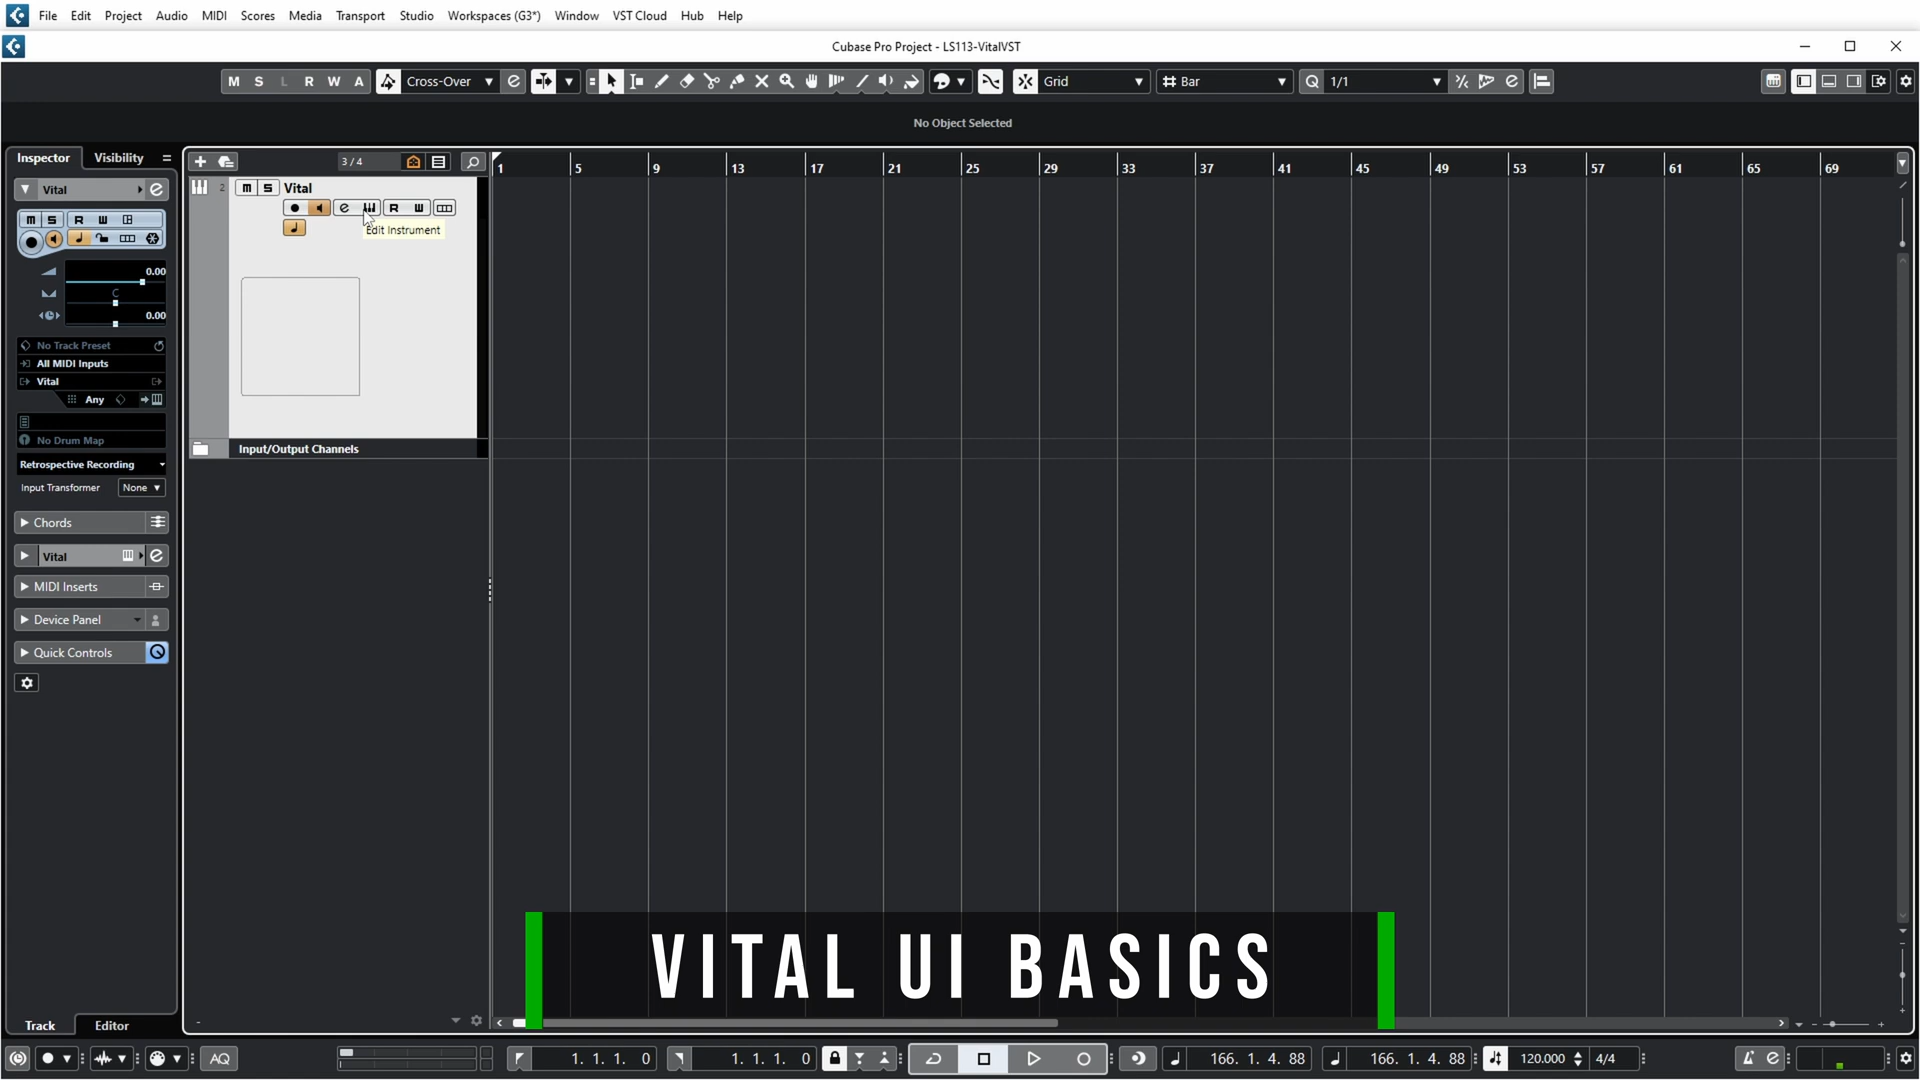 File Edit Project Audio MIDI Scores Media Transport Studio Workspaces (G3*) Window VST Cloud Hub Help
Cubase Pro Project - LS113-VitalVST
M S L R W A Cross-Over e Grid Bar Q 1/1 e
No Object Selected
Inspector Visibility
3 / 4
1 5 9 13 17 21 25 29 33 37 41 45 49 53 57 61 65 69
Vital e
2 M S Vital
M S R W
e R W
Edit Instrument
0.00
C
0.00
No Track Preset
All MIDI Inputs
Vital
Any
No Drum Map
Input/Output Channels
Retrospective Recording
Input Transformer None
Chords
Vital e
MIDI Inserts
Device Panel
Quick Controls
VITAL UI BASICS
Track Editor
AQ 1. 1. 1. 0 1. 1. 1. 0 166. 1. 4. 88 166. 1. 4. 88 120.000 4/4 e